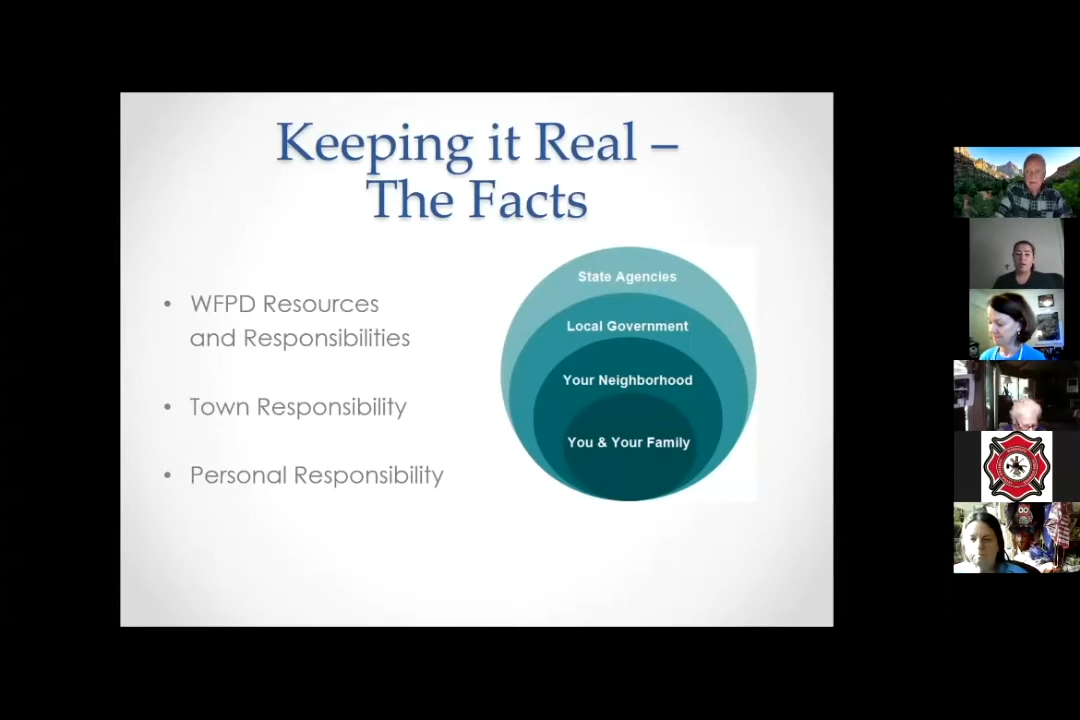 Keeping it Real –
The Facts
• WFPD Resources
and Responsibilities
• Town Responsibility
• Personal Responsibility
State Agencies
Local Government
Your Neighborhood
You & Your Family